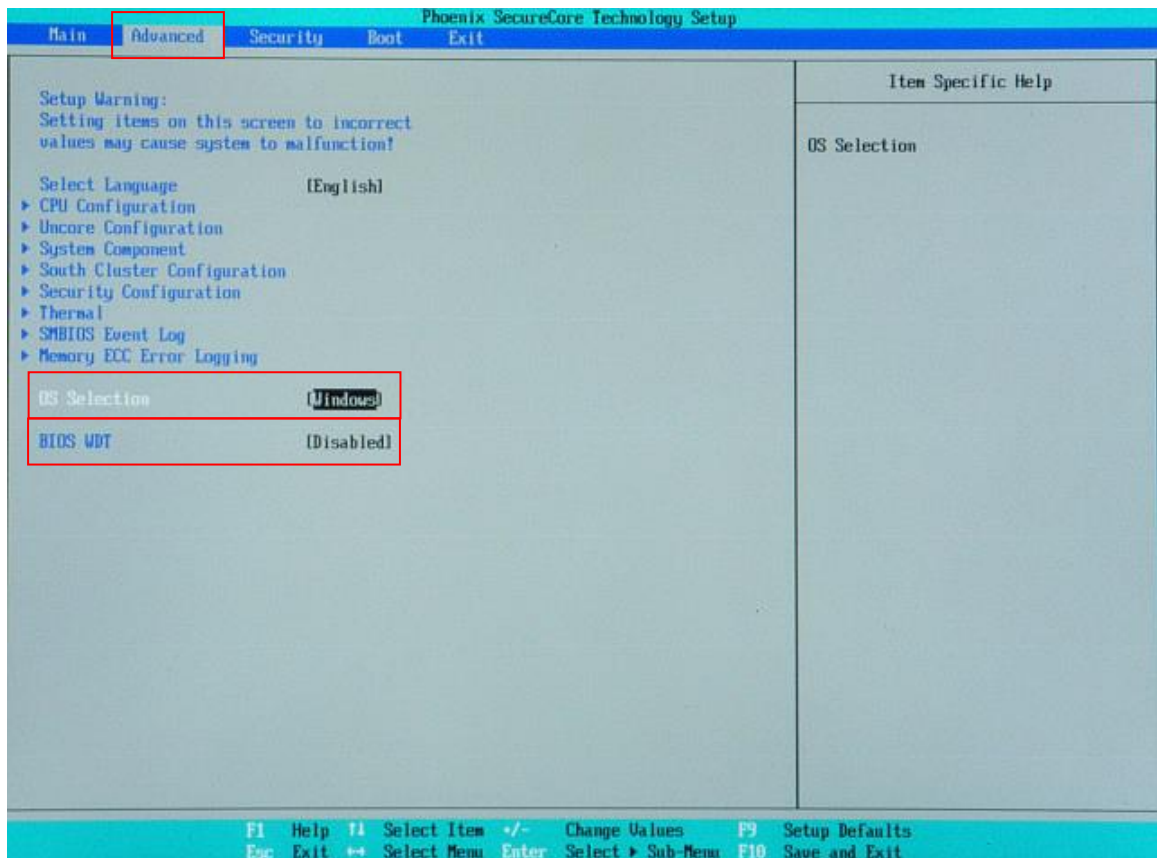 Phoenix SecureCore Technology Setup
Main Advanced Security Boot Exit
Setup Warning:
Setting items on this screen to incorrect
values may cause system to malfunction!
Select Language [English]
▶ CPU Configuration
▶ Uncore Configuration
▶ System Component
▶ South Cluster Configuration
▶ Security Configuration
▶ Thermal
▶ SMBIOS Event Log
▶ Memory ECC Error Logging
OS Selection [Windows]
BIOS WDT [Disabled]
Item Specific Help
OS Selection
F1 Help ↑↓ Select Item +/- Change Values F9 Setup Defaults
Esc Exit ↔ Select Menu Enter Select ▶ Sub-Menu F10 Save and Exit